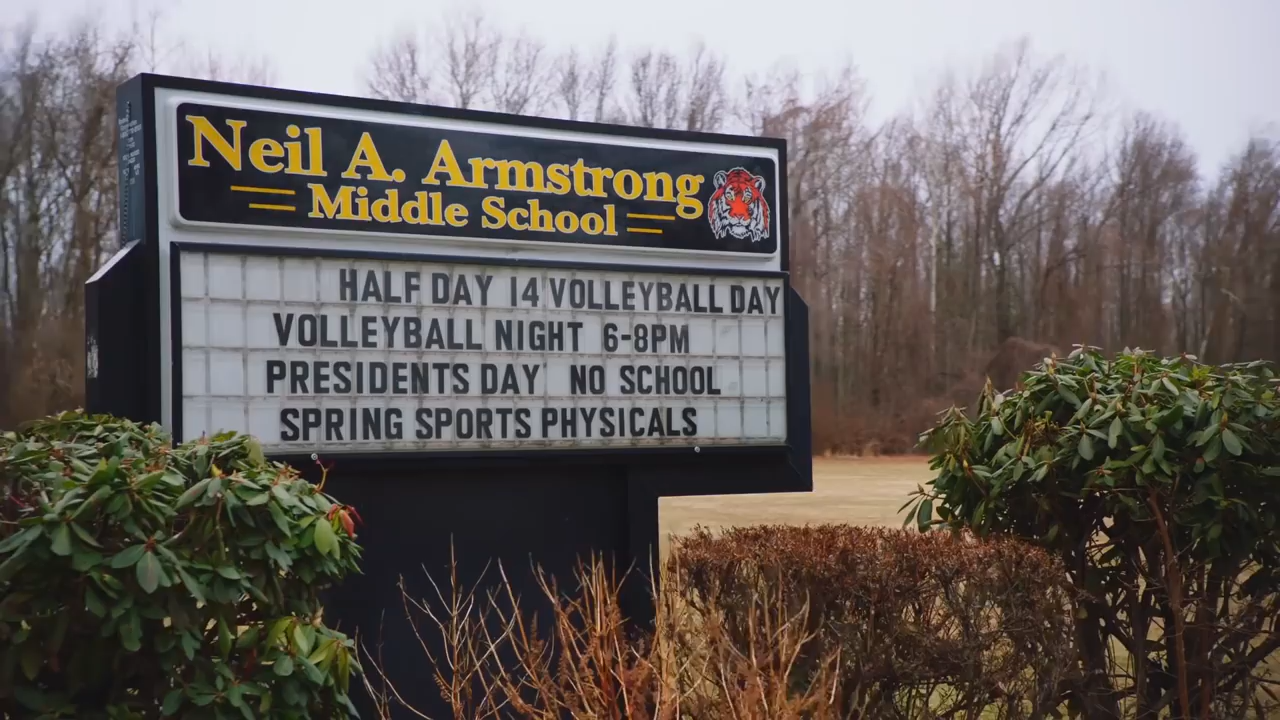 Neil A. Armstrong
Middle School
HALF DAY 14 VOLLEYBALL DAY
VOLLEYBALL NIGHT 6-8PM
PRESIDENTS DAY NO SCHOOL
SPRING SPORTS PHYSICALS